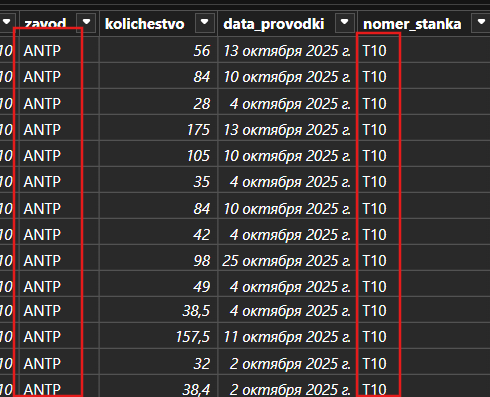 zavod kolichestvo data_provodki nomer_stanka
10 ANTP 56 13 октября 2025 г. T10
10 ANTP 84 10 октября 2025 г. T10
10 ANTP 28 4 октября 2025 г. T10
10 ANTP 175 13 октября 2025 г. T10
10 ANTP 105 10 октября 2025 г. T10
10 ANTP 35 4 октября 2025 г. T10
10 ANTP 84 10 октября 2025 г. T10
10 ANTP 42 4 октября 2025 г. T10
10 ANTP 98 25 октября 2025 г. T10
10 ANTP 49 4 октября 2025 г. T10
10 ANTP 38,5 4 октября 2025 г. T10
10 ANTP 157,5 11 октября 2025 г. T10
10 ANTP 32 2 октября 2025 г. T10
10 ANTP 38,4 2 октября 2025 г. T10